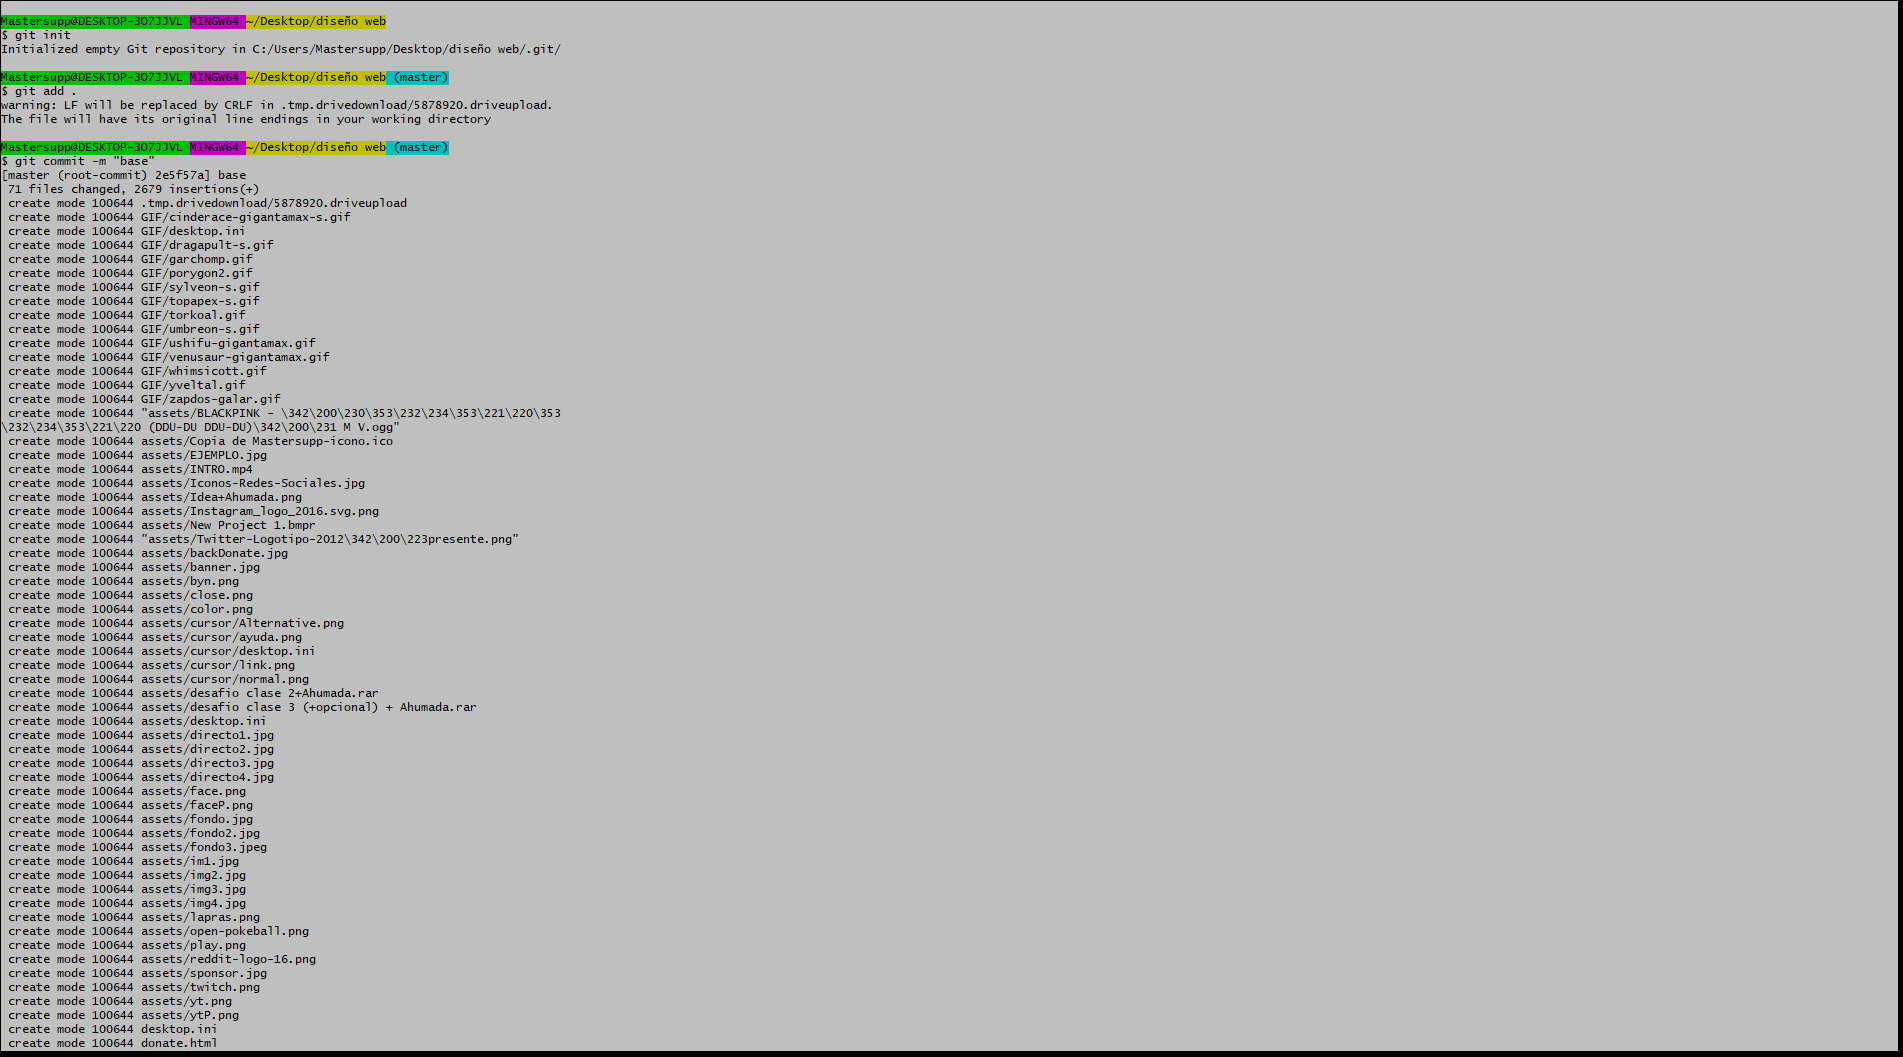 Mastersupp@DESKTOP-3O7JJVL MINGW64 ~/Desktop/diseño web
$ git init
Initialized empty Git repository in C:/Users/Mastersupp/Desktop/diseño web/.git/
Mastersupp@DESKTOP-3O7JJVL MINGW64 ~/Desktop/diseño web (master)
$ git add .
warning: LF will be replaced by CRLF in .tmp.drivedownload/5878920.driveupload.
The file will have its original line endings in your working directory
Mastersupp@DESKTOP-3O7JJVL MINGW64 ~/Desktop/diseño web (master)
$ git commit -m "base"
[master (root-commit) 2e5f57a] base
 71 files changed, 2679 insertions(+)
 create mode 100644 .tmp.drivedownload/5878920.driveupload
 create mode 100644 GIF/cinderace-gigantamax-s.gif
 create mode 100644 GIF/desktop.ini
 create mode 100644 GIF/dragapult-s.gif
 create mode 100644 GIF/garchomp.gif
 create mode 100644 GIF/porygon2.gif
 create mode 100644 GIF/sylveon-s.gif
 create mode 100644 GIF/topapex-s.gif
 create mode 100644 GIF/torkoal.gif
 create mode 100644 GIF/umbreon-s.gif
 create mode 100644 GIF/ushifu-gigantamax.gif
 create mode 100644 GIF/venusaur-gigantamax.gif
 create mode 100644 GIF/whimsicott.gif
 create mode 100644 GIF/yveltal.gif
 create mode 100644 GIF/zapdos-galar.gif
 create mode 100644 "assets/BLACKPINK - \342\200\230\353\232\234\353\221\220\353
\232\234\353\221\220 (DDU-DU DDU-DU)\342\200\231 M V.ogg"
 create mode 100644 assets/Copia de Mastersupp-icono.ico
 create mode 100644 assets/EJEMPLO.jpg
 create mode 100644 assets/INTRO.mp4
 create mode 100644 assets/Iconos-Redes-Sociales.jpg
 create mode 100644 assets/Idea+Ahumada.png
 create mode 100644 assets/Instagram_logo_2016.svg.png
 create mode 100644 assets/New Project 1.bmpr
 create mode 100644 "assets/Twitter-Logotipo-2012\342\200\223presente.png"
 create mode 100644 assets/backDonate.jpg
 create mode 100644 assets/banner.jpg
 create mode 100644 assets/byn.png
 create mode 100644 assets/close.png
 create mode 100644 assets/color.png
 create mode 100644 assets/cursor/Alternative.png
 create mode 100644 assets/cursor/ayuda.png
 create mode 100644 assets/cursor/desktop.ini
 create mode 100644 assets/cursor/link.png
 create mode 100644 assets/cursor/normal.png
 create mode 100644 assets/desafio clase 2+Ahumada.rar
 create mode 100644 assets/desafio clase 3 (+opcional) + Ahumada.rar
 create mode 100644 assets/desktop.ini
 create mode 100644 assets/directo1.jpg
 create mode 100644 assets/directo2.jpg
 create mode 100644 assets/directo3.jpg
 create mode 100644 assets/directo4.jpg
 create mode 100644 assets/face.png
 create mode 100644 assets/faceP.png
 create mode 100644 assets/fondo.jpg
 create mode 100644 assets/fondo2.jpg
 create mode 100644 assets/fondo3.jpeg
 create mode 100644 assets/im1.jpg
 create mode 100644 assets/img2.jpg
 create mode 100644 assets/img3.jpg
 create mode 100644 assets/img4.jpg
 create mode 100644 assets/lapras.png
 create mode 100644 assets/open-pokeball.png
 create mode 100644 assets/play.png
 create mode 100644 assets/reddit-logo-16.png
 create mode 100644 assets/sponsor.jpg
 create mode 100644 assets/twitch.png
 create mode 100644 assets/yt.png
 create mode 100644 assets/ytP.png
 create mode 100644 desktop.ini
 create mode 100644 donate.html